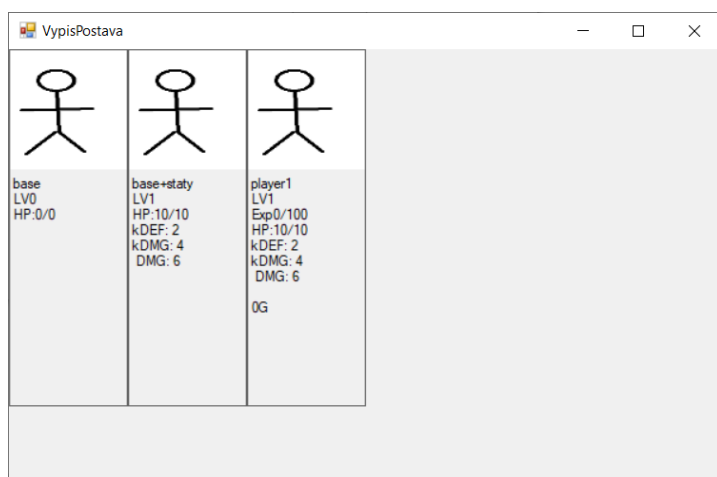 VypisPostava
base
LV0
HP:0/0
base+staty
LV1
HP:10/10
kDEF: 2
kDMG: 4
DMG: 6
player1
LV1
Exp0/100
HP:10/10
kDEF: 2
kDMG: 4
DMG: 6
0G